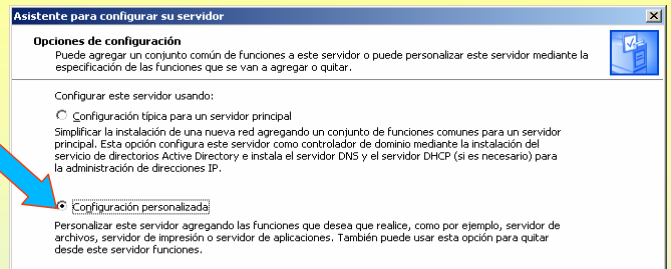 Asistente para configurar su servidor
Opciones de configuración
Puede agregar un conjunto común de funciones a este servidor o puede personalizar este servidor mediante la
especificación de las funciones que se van a agregar o quitar.
Configurar este servidor usando:
Configuración típica para un servidor principal
Simplificar la instalación de una nueva red agregando un conjunto de funciones comunes para un servidor
principal. Esta opción configura este servidor como controlador de dominio mediante la instalación del
servicio de directorios Active Directory e instala el servidor DNS y el servidor DHCP (si es necesario) para
la administración de direcciones IP.
Configuración personalizada
Personalizar este servidor agregando las funciones que desea que realice, como por ejemplo, servidor de
archivos, servidor de impresión o servidor de aplicaciones. También puede usar esta opción para quitar
desde este servidor funciones.